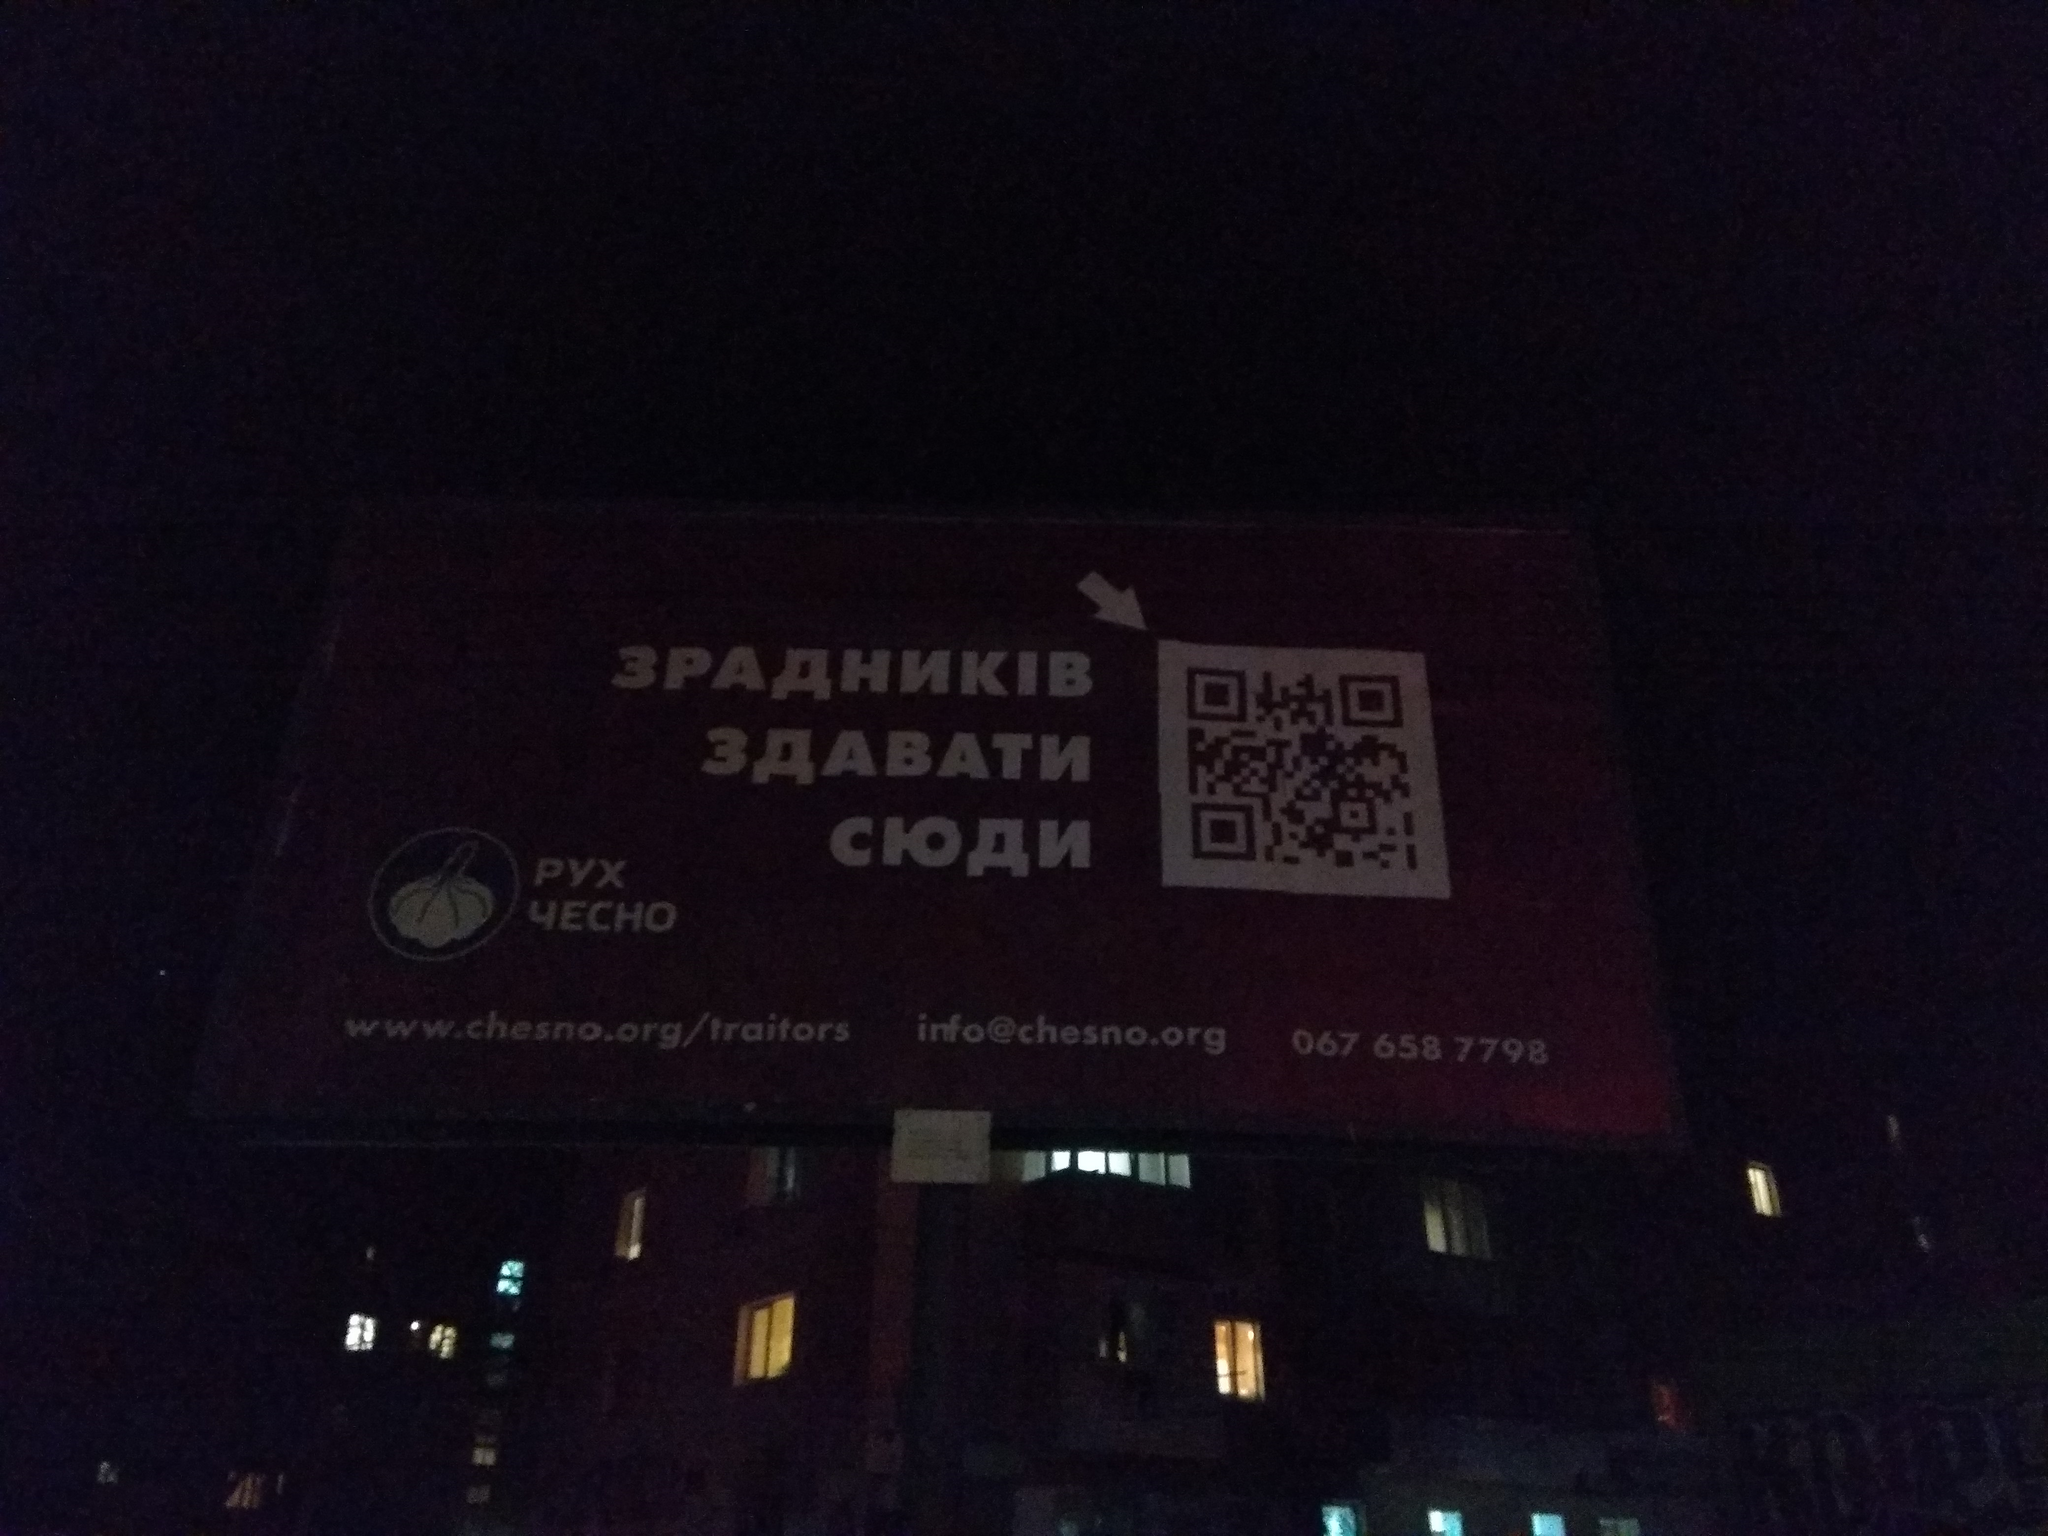 ЗРАДНИКІВ
ЗДАВАТИ
СЮДИ
РУХ
ЧЕСНО
www.chesno.org/traitors info@chesno.org 067 658 7798